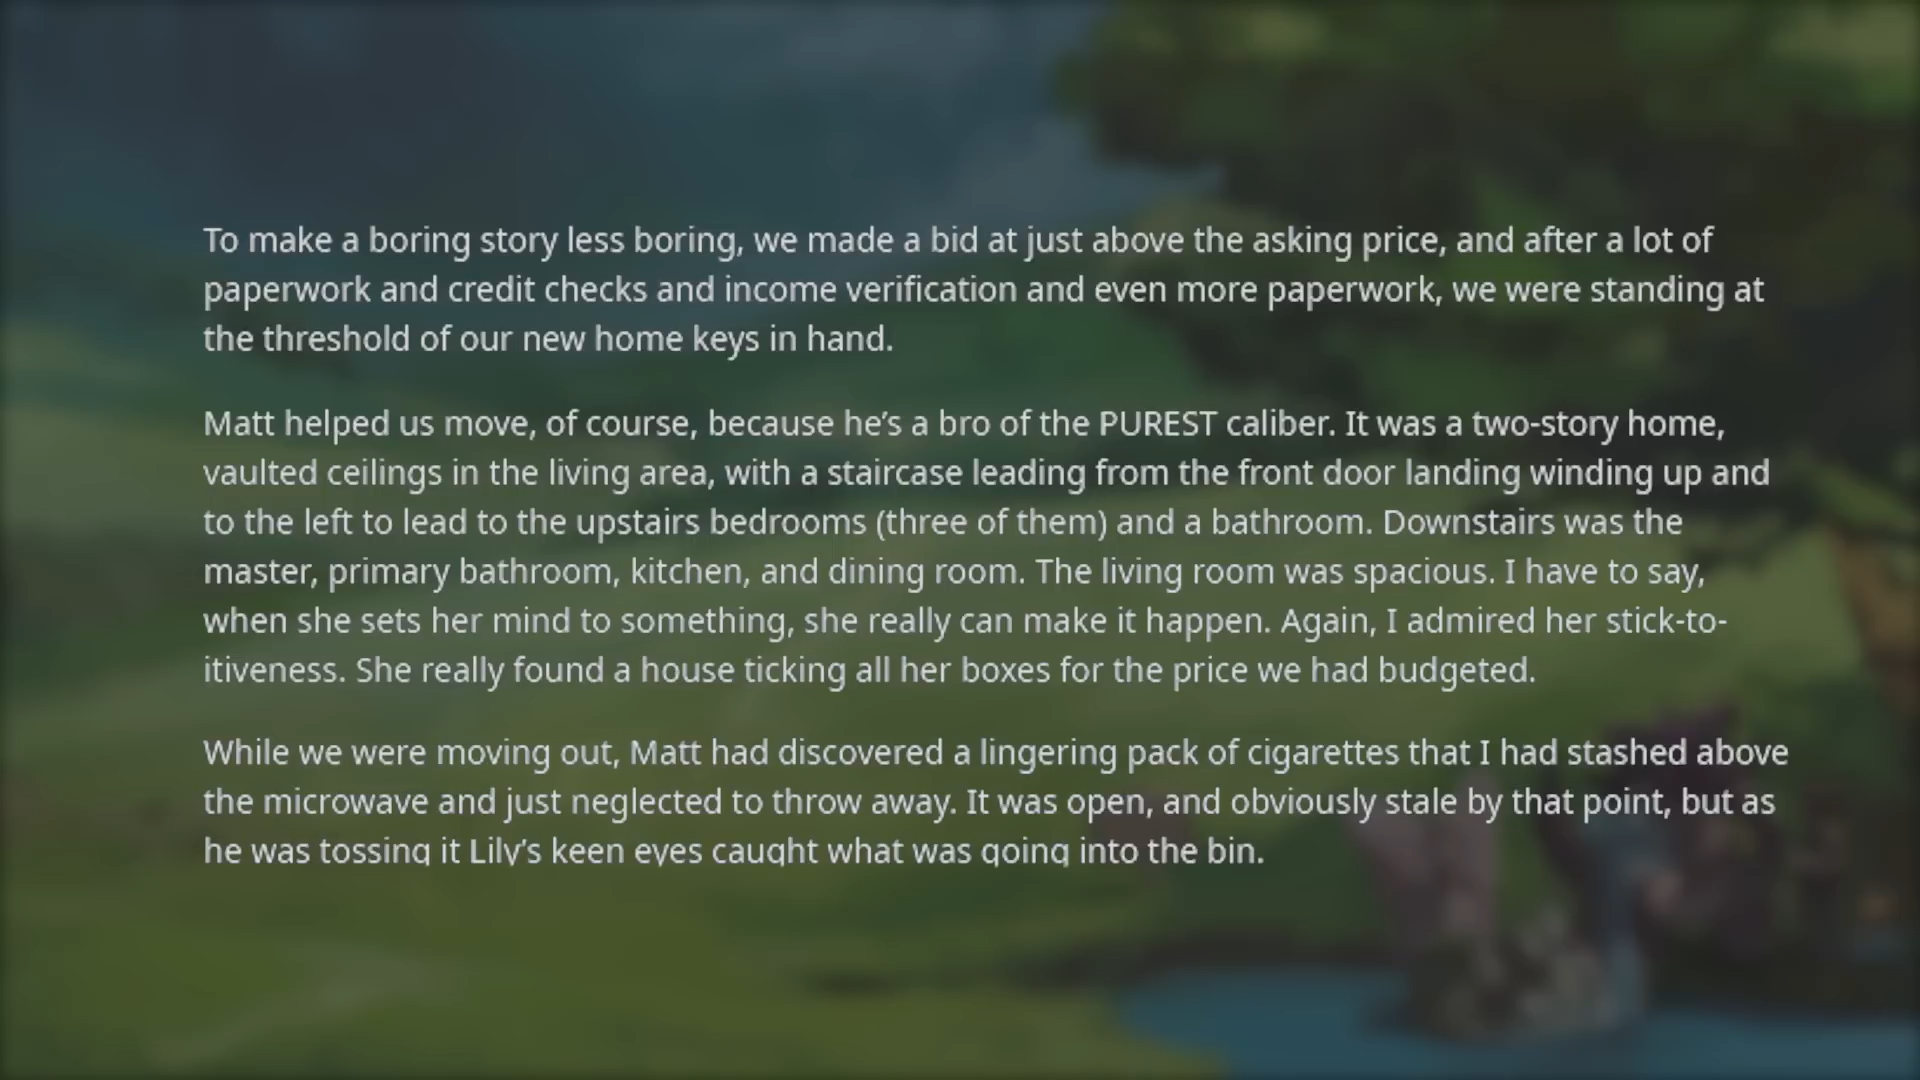 To make a boring story less boring, we made a bid at just above the asking price, and after a lot of
paperwork and credit checks and income verification and even more paperwork, we were standing at
the threshold of our new home keys in hand.
Matt helped us move, of course, because he’s a bro of the PUREST caliber. It was a two-story home,
vaulted ceilings in the living area, with a staircase leading from the front door landing winding up and
to the left to lead to the upstairs bedrooms (three of them) and a bathroom. Downstairs was the
master, primary bathroom, kitchen, and dining room. The living room was spacious. I have to say,
when she sets her mind to something, she really can make it happen. Again, I admired her stick-to-
itiveness. She really found a house ticking all her boxes for the price we had budgeted.
While we were moving out, Matt had discovered a lingering pack of cigarettes that I had stashed above
the microwave and just neglected to throw away. It was open, and obviously stale by that point, but as
he was tossing it Lily’s keen eyes caught what was going into the bin.